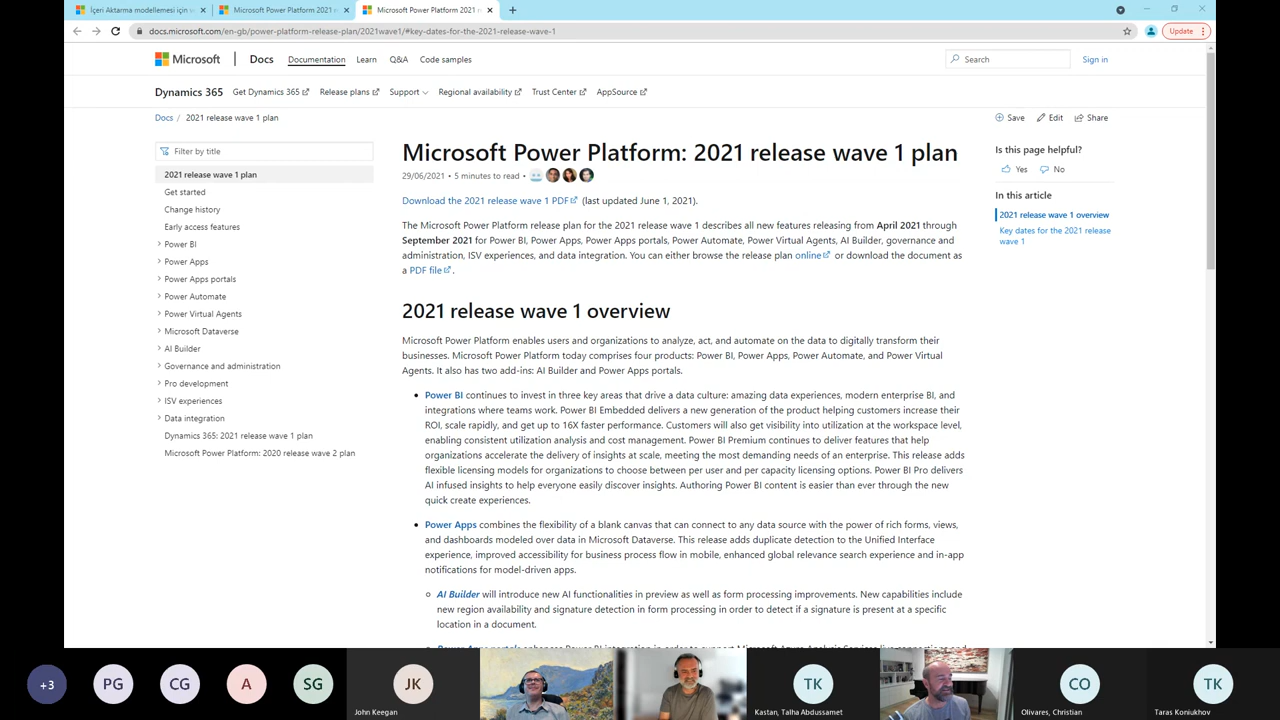 İçeri Aktarma modellemesi için v
Microsoft Power Platform 2021 r
Microsoft Power Platform: 2021 r
docs.microsoft.com/en-gb/power-platform-release-plan/2021wave1/#key-dates-for-the-2021-release-wave-1
Update
Microsoft
Docs
Documentation
Learn
Q&A
Code samples
Search
Sign in
Dynamics 365
Get Dynamics 365
Release plans
Support
Regional availability
Trust Center
AppSource
Docs / 2021 release wave 1 plan
Save
Edit
Share
Filter by title
2021 release wave 1 plan
Get started
Change history
Early access features
Power BI
Power Apps
Power Apps portals
Power Automate
Power Virtual Agents
Microsoft Dataverse
AI Builder
Governance and administration
Pro development
ISV experiences
Data integration
Dynamics 365: 2021 release wave 1 plan
Microsoft Power Platform: 2020 release wave 2 plan
Microsoft Power Platform: 2021 release wave 1 plan
29/06/2021 • 5 minutes to read •
Download the 2021 release wave 1 PDF (last updated June 1, 2021).
The Microsoft Power Platform release plan for the 2021 release wave 1 describes all new features releasing from April 2021 through
September 2021 for Power BI, Power Apps, Power Apps portals, Power Automate, Power Virtual Agents, AI Builder, governance and
administration, ISV experiences, and data integration. You can either browse the release plan online or download the document as
a PDF file.
2021 release wave 1 overview
Microsoft Power Platform enables users and organizations to analyze, act, and automate on the data to digitally transform their
businesses. Microsoft Power Platform today comprises four products: Power BI, Power Apps, Power Automate, and Power Virtual
Agents. It also has two add-ins: AI Builder and Power Apps portals.
• Power BI continues to invest in three key areas that drive a data culture: amazing data experiences, modern enterprise BI, and
integrations where teams work. Power BI Embedded delivers a new generation of the product helping customers increase their
ROI, scale rapidly, and get up to 16X faster performance. Customers will also get visibility into utilization at the workspace level,
enabling consistent utilization analysis and cost management. Power BI Premium continues to deliver features that help
organizations accelerate the delivery of insights at scale, meeting the most demanding needs of an enterprise. This release adds
flexible licensing models for organizations to choose between per user and per capacity licensing options. Power BI Pro delivers
AI infused insights to help everyone easily discover insights. Authoring Power BI content is easier than ever through the new
quick create experiences.
• Power Apps combines the flexibility of a blank canvas that can connect to any data source with the power of rich forms, views,
and dashboards modeled over data in Microsoft Dataverse. This release adds duplicate detection to the Unified Interface
experience, improved accessibility for business process flow in mobile, enhanced global relevance search experience and in-app
notifications for model-driven apps.
AI Builder will introduce new AI functionalities in preview as well as form processing improvements. New capabilities include
new region availability and signature detection in form processing in order to detect if a signature is present at a specific
location in a document.
Is this page helpful?
Yes
No
In this article
2021 release wave 1 overview
Key dates for the 2021 release
wave 1
+3
PG
CG
A
SG
JK
John Keegan
TK
Kastan, Talha Abdussamet
CO
Olivares, Christian
TK
Taras Koniukhov